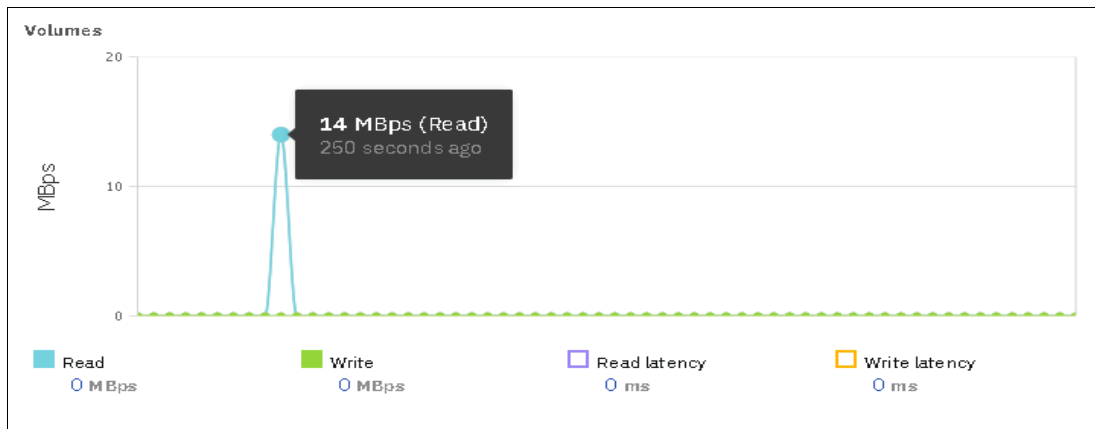 Volumes
20
14 MBps (Read)
250 seconds ago
MBps
10
0
Read
0 MBps
Write
0 MBps
Read latency
0 ms
Write latency
0 ms